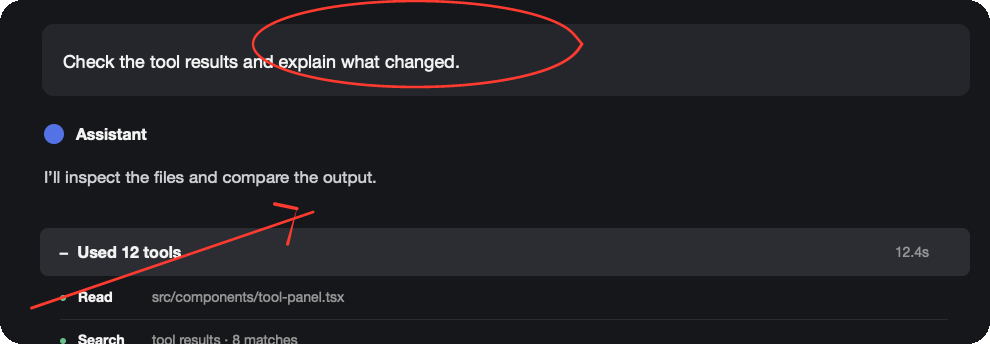 Check the tool results and explain what changed.
Assistant
I’ll inspect the files and compare the output.
– Used 12 tools 12.4s
Read src/components/tool-panel.tsx
Search tool results · 8 matches